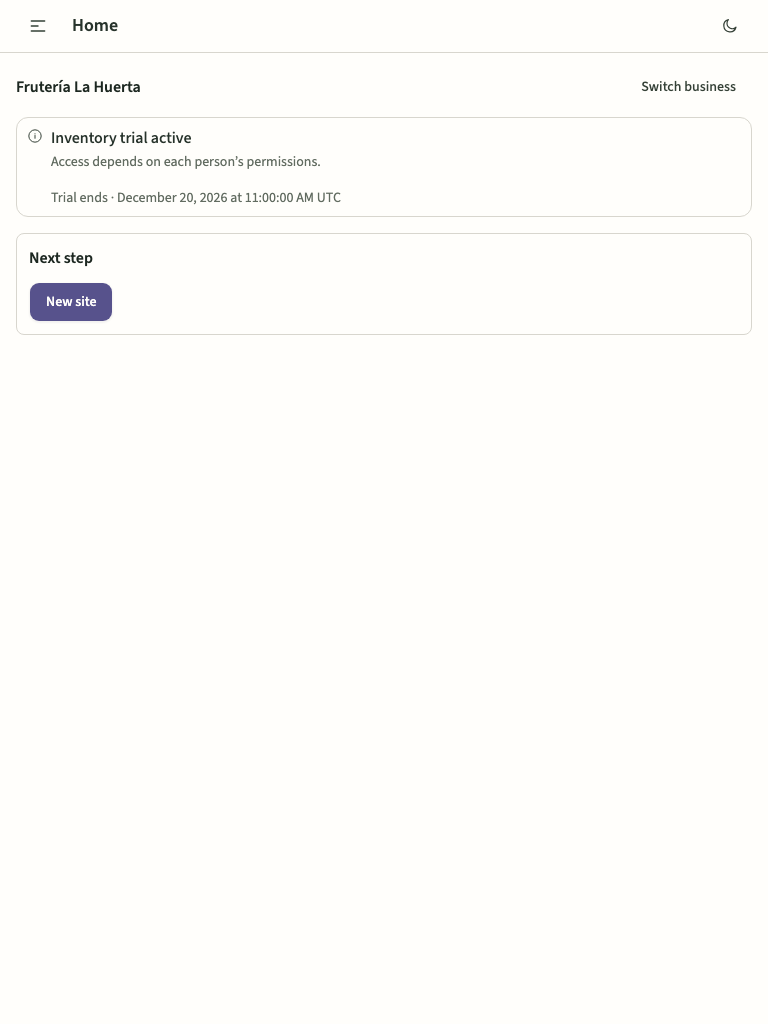 Home
Frutería La Huerta
Switch business
Inventory trial active
Access depends on each person’s permissions.
Trial ends · December 20, 2026 at 11:00:00 AM UTC
Next step
New site